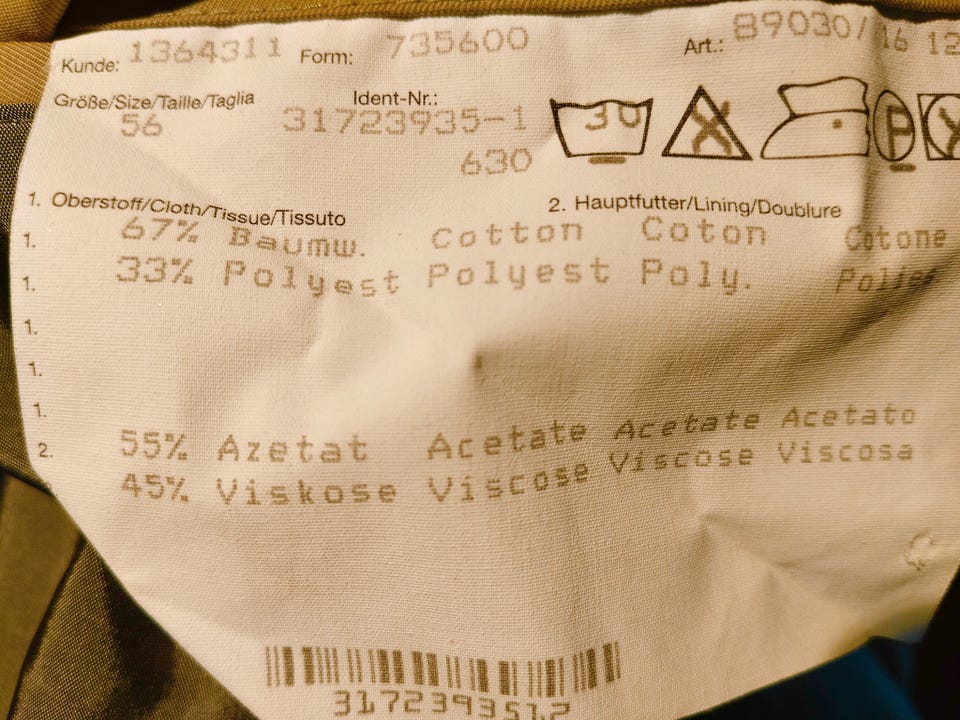 Kunde: 1364311 Form: 735600 Art.: 89030/16 12
Größe/Size/Taille/Taglia Ident-Nr.:
56 31723935-1
630
30
P
1. Oberstoff/Cloth/Tissue/Tissuto 2. Hauptfutter/Lining/Doublure
1. 67% Baumw. Cotton Coton Cotone
1. 33% Polyest Polyest Poly.
1.
1.
1.
2. 55% Azetat Acetate Acetate Acetato
45% Viskose Viscose Viscose Viscosa